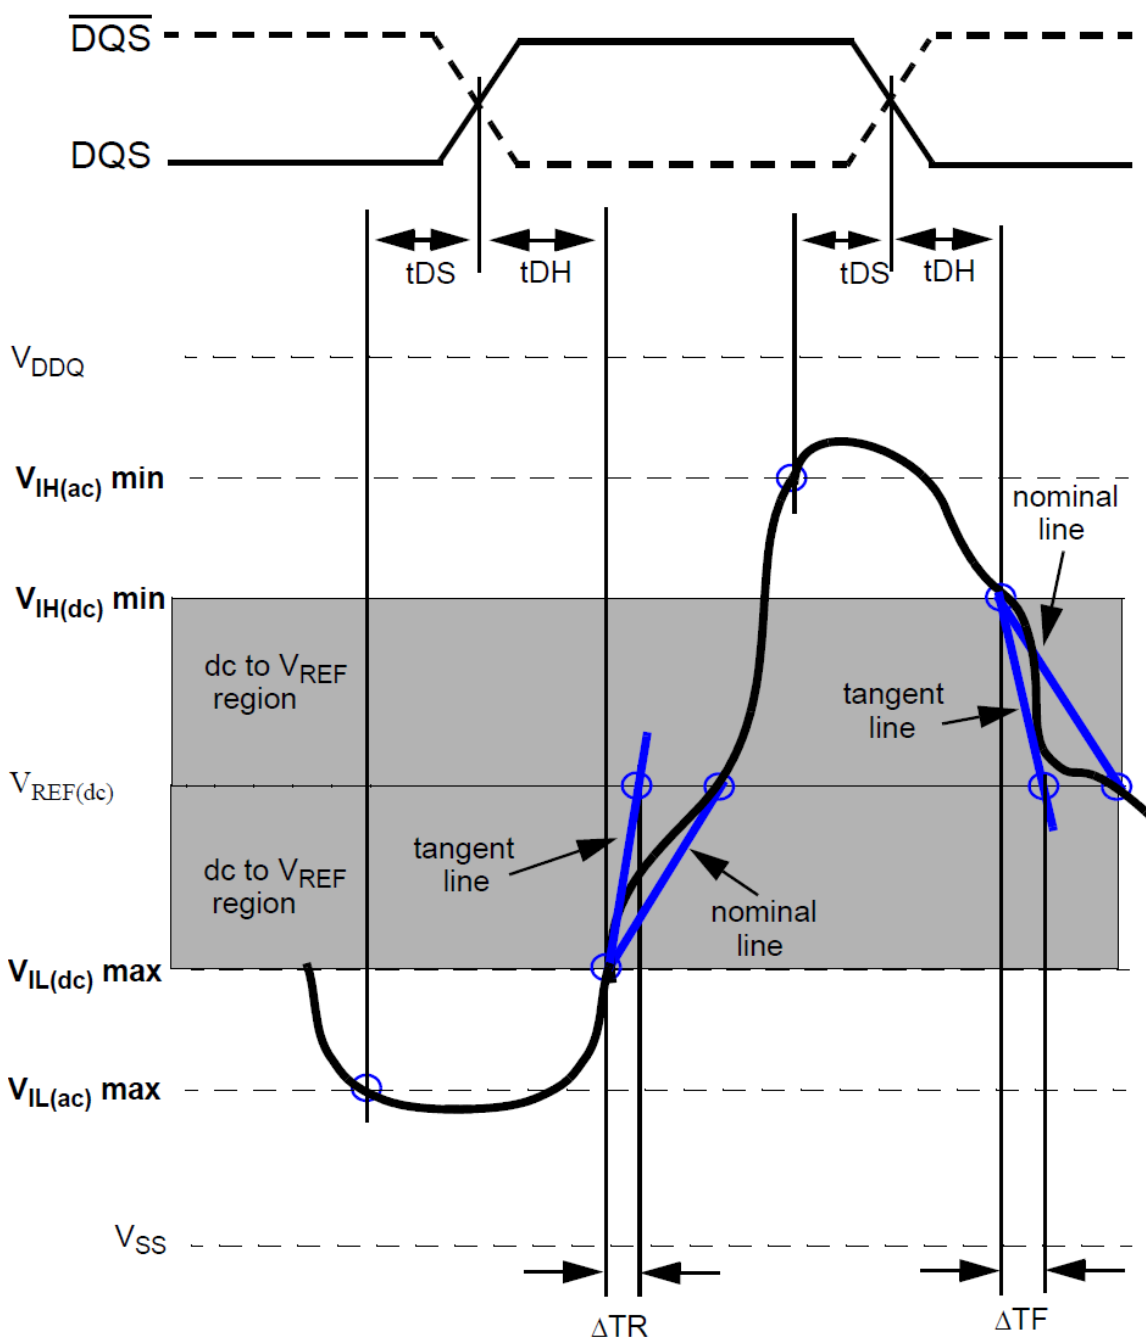 DQS
DQS
tDS
tDH
tDS
tDH
VDDQ
VIH(ac) min
nominal
line
VIH(dc) min
dc to VREF
region
tangent
line
VREF(dc)
tangent
line
dc to VREF
region
nominal
line
VIL(dc) max
VIL(ac) max
VSS
ΔTR
ΔTF